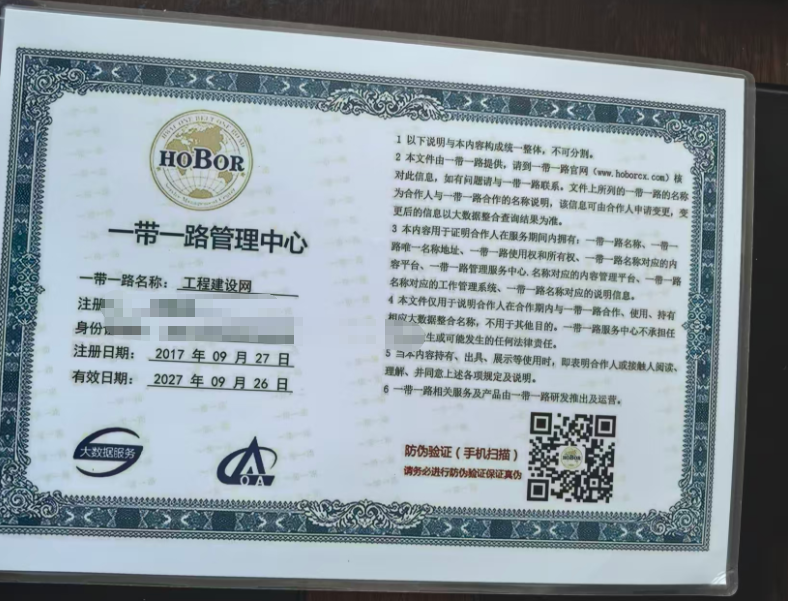 HOBOR
一带一路管理中心
一带一路名称： 工程建设网
注册
身份
注册日期： 2017 年 09 月 27 日
有效日期： 2027 年 09 月 26 日
大数据服务
AOA
1 以下说明与本内容构成统一整体，不可分割。
2 本文件由一带一路提供，请到一带一路官网（www.hoborcx.com）核
对此信息，如有问题请与一带一路联系。文件上所列的一带一路的名称
为合作人与一带一路合作的名称说明，该信息可由合作人申请变更，变
更后的信息以大数据整合查询结果为准。
3 本内容用于证明合作人在服务期间内拥有：一带一路名称、一带一
路唯一名称地址、一带一路使用权和所有权、一带一路名称对应的内
容平台、一带一路管理服务中心.名称对应的内容管理平台、一带一路
名称对应的工作管理系统、一带一路名称对应的说明信息。
4 本文件仅用于说明合作人在合作期内与一带一路合作、使用、持有
相应大数据整合名称，不用于其他目的。一带一路服务中心不承担任
生或可能发生的任何法律责任。
5 当本内容持有、出具、展示等使用时，即表明合作人或接触人阅读、
理解、并同意上述各项规定及说明。
6 一带一路相关服务及产品由一带一路研发推出及运营。
防伪验证（手机扫描）
请务必进行防伪验证保证真伪
HOBOR